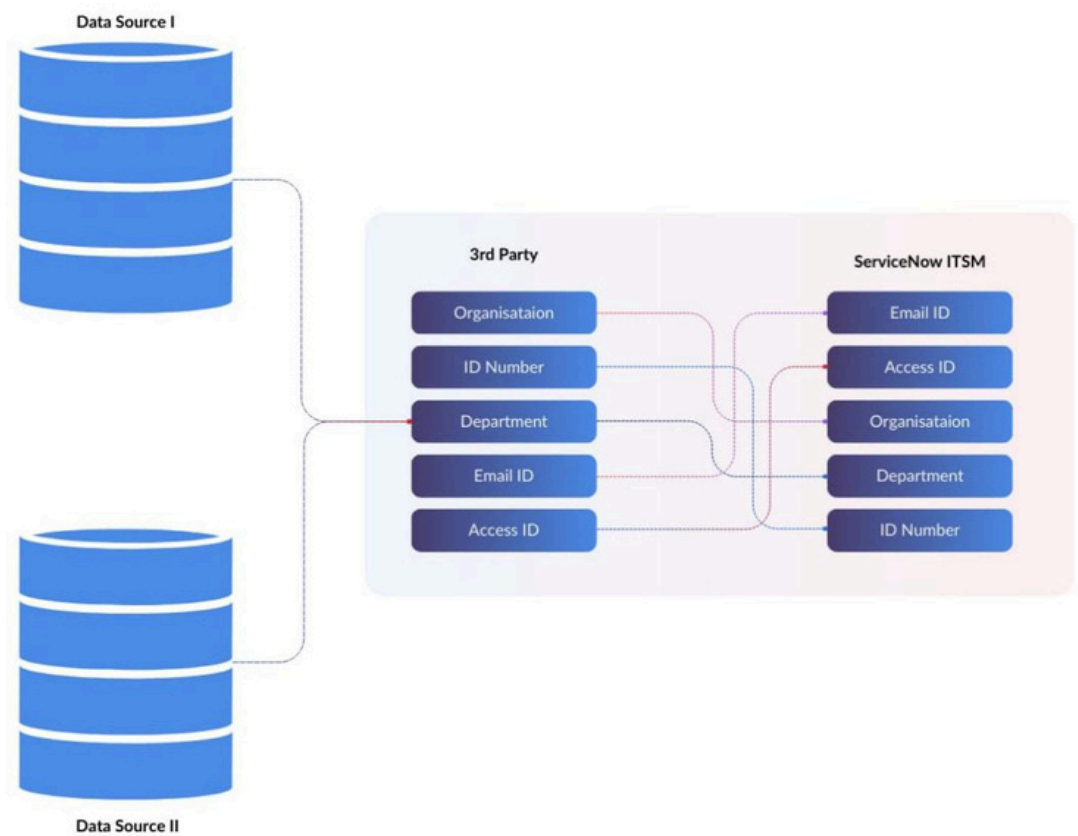 Data Source I
3rd Party
ServiceNow ITSM
Organisataion
Email ID
ID Number
Access ID
Department
Organisataion
Email ID
Department
Access ID
ID Number
Data Source II